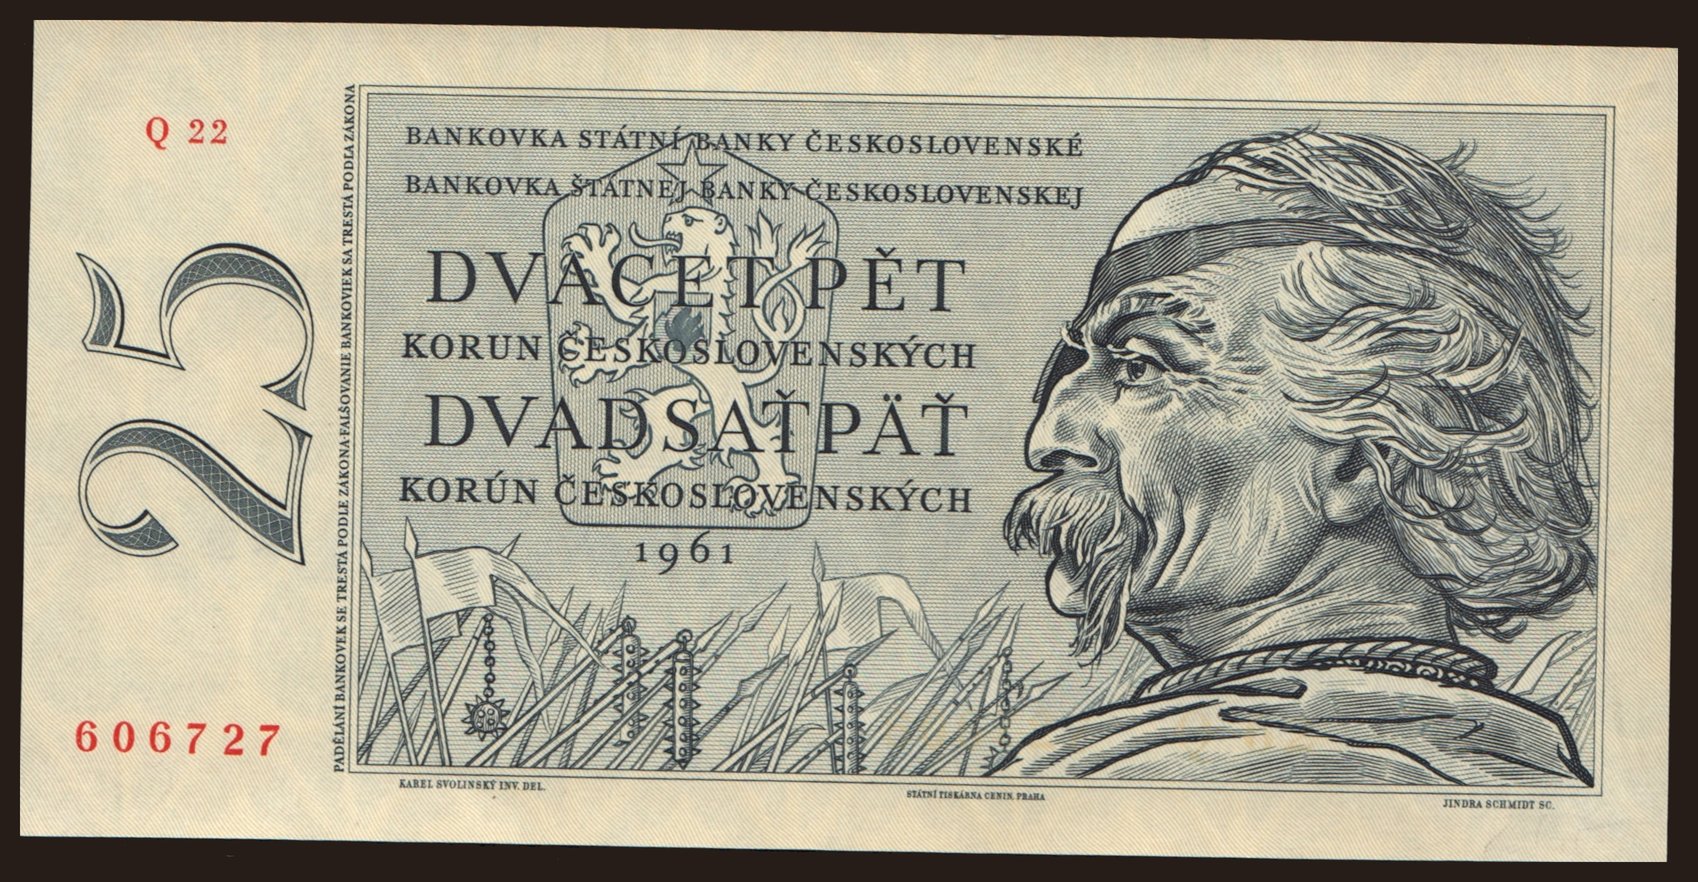 Q 22
25
606727
PADĚLÁNÍ BANKOVEK SE TRESTÁ PODLE ZÁKONA·FALŠOVANIE BANKOVIEK SA TRESTÁ PODĽA ZÁKONA
BANKOVKA STÁTNÍ BANKY ČESKOSLOVENSKÉ
BANKOVKA ŠTÁTNEJ BANKY ČESKOSLOVENSKEJ
DVACET PĚT
KORUN ČESKOSLOVENSKÝCH
DVADSAŤPÄŤ
KORÚN ČESKOSLOVENSKÝCH
1961
KAREL SVOLINSKÝ INV. DEL.
STÁTNÍ TISKÁRNA CENIN, PRAHA
JINDRA SCHMIDT SC.